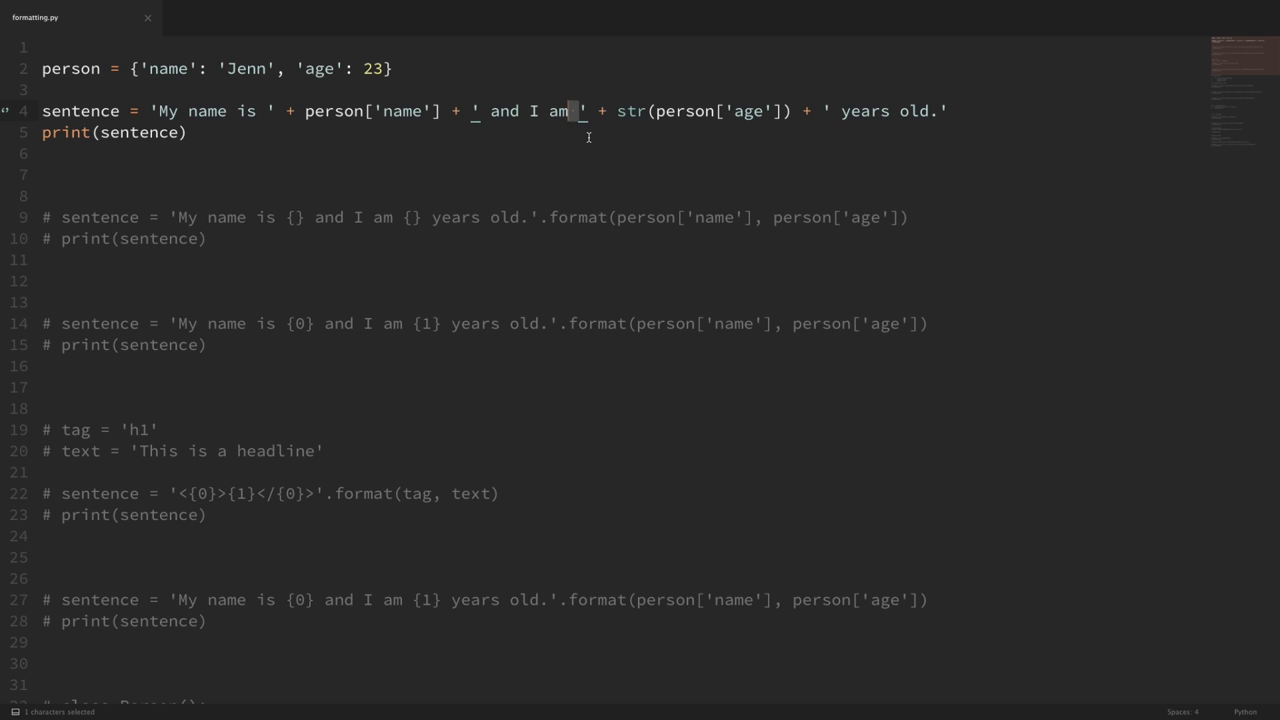 formatting.py
1
2 person = {'name': 'Jenn', 'age': 23}
3
4 sentence = 'My name is ' + person['name'] + ' and I am ' + str(person['age']) + ' years old.'
5 print(sentence)
6
7
8
9 # sentence = 'My name is {} and I am {} years old.'.format(person['name'], person['age'])
10 # print(sentence)
11
12
13
14 # sentence = 'My name is {0} and I am {1} years old.'.format(person['name'], person['age'])
15 # print(sentence)
16
17
18
19 # tag = 'h1'
20 # text = 'This is a headline'
21
22 # sentence = '<{0}>{1}</{0}>'.format(tag, text)
23 # print(sentence)
24
25
26
27 # sentence = 'My name is {0} and I am {1} years old.'.format(person['name'], person['age'])
28 # print(sentence)
29
30
31
32 # class Person():
1 characters selected
Spaces: 4
Python